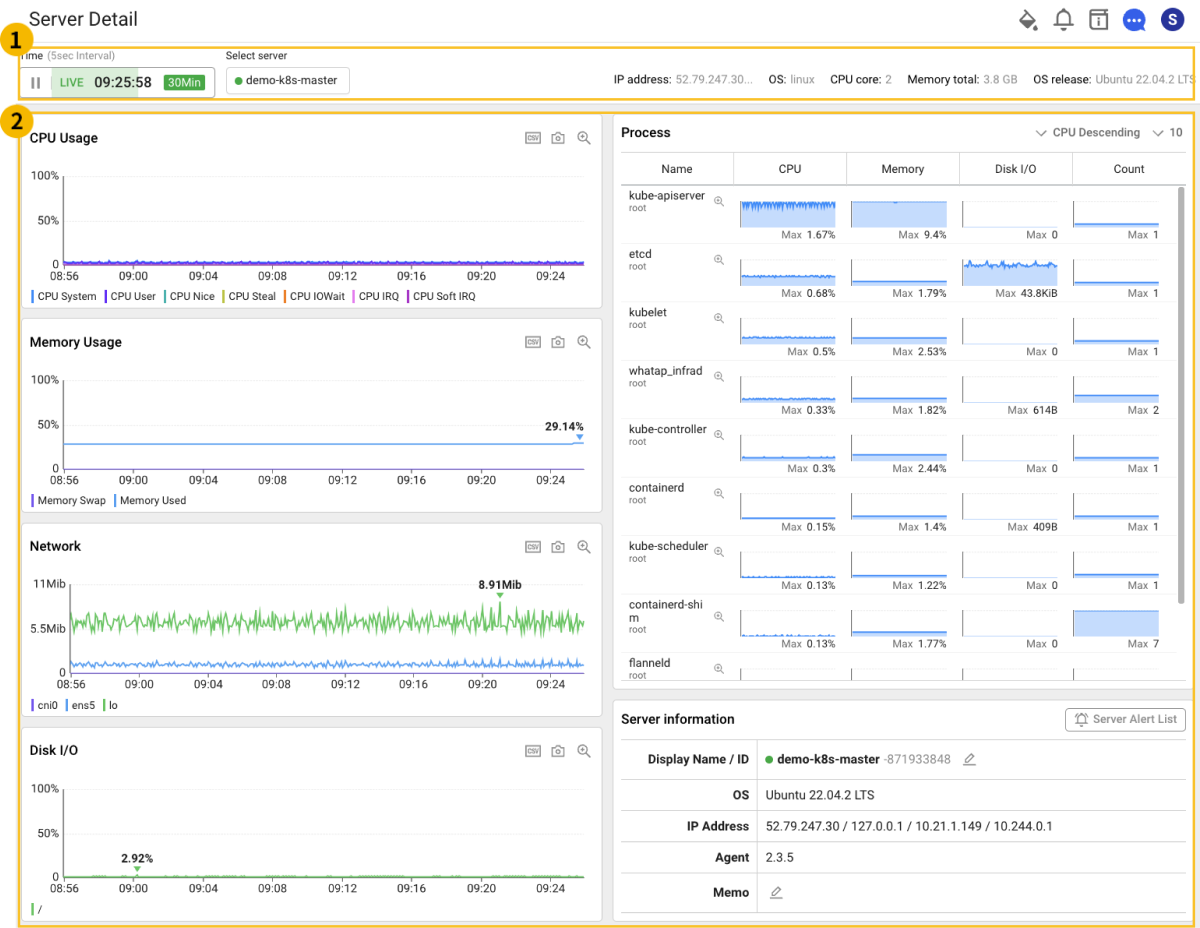 Server Detail
S
1
Time (5sec Interval)
Select server
LIVE 09:25:58 30Min
demo-k8s-master
IP address: 52.79.247.30... OS: linux CPU core: 2 Memory total: 3.8 GB OS release: Ubuntu 22.04.2 LTS
2
CPU Usage
CSV
100%
50%
0
08:56 09:00 09:04 09:08 09:12 09:16 09:20 09:24
CPU System CPU User CPU Nice CPU Steal CPU IOWait CPU IRQ CPU Soft IRQ
Memory Usage
CSV
100%
50%
29.14%
0
08:56 09:00 09:04 09:08 09:12 09:16 09:20 09:24
Memory Swap Memory Used
Network
CSV
11Mib
8.91Mib
5.5Mib
0
08:56 09:00 09:04 09:08 09:12 09:16 09:20 09:24
cni0 ens5 lo
Disk I/O
CSV
100%
50%
2.92%
0
08:56 09:00 09:04 09:08 09:12 09:16 09:20 09:24
/
Process
CPU Descending 10
Name CPU Memory Disk I/O Count
kube-apiserver
root
Max 1.67% Max 9.4% Max 0 Max 1
etcd
root
Max 0.68% Max 1.79% Max 43.8KiB Max 1
kubelet
root
Max 0.5% Max 2.53% Max 0 Max 1
whatap_infrad
root
Max 0.33% Max 1.82% Max 614B Max 2
kube-controller
root
Max 0.3% Max 2.44% Max 0 Max 1
containerd
root
Max 0.15% Max 1.4% Max 409B Max 1
kube-scheduler
root
Max 0.13% Max 1.22% Max 0 Max 1
containerd-shi
m
root
Max 0.13% Max 1.77% Max 0 Max 7
flanneld
root
Server information
Server Alert List
Display Name / ID demo-k8s-master -871933848
OS Ubuntu 22.04.2 LTS
IP Address 52.79.247.30 / 127.0.0.1 / 10.21.1.149 / 10.244.0.1
Agent 2.3.5
Memo